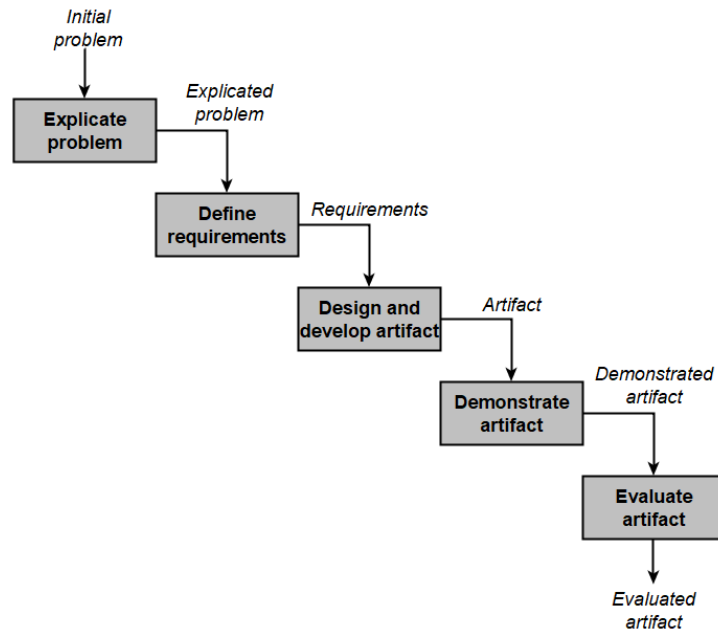 Initial
problem
Explicated
problem
Explicate
problem
Define
requirements
Requirements
Design and
develop artifact
Artifact
Demonstrate
artifact
Demonstrated
artifact
Evaluate
artifact
Evaluated
artifact